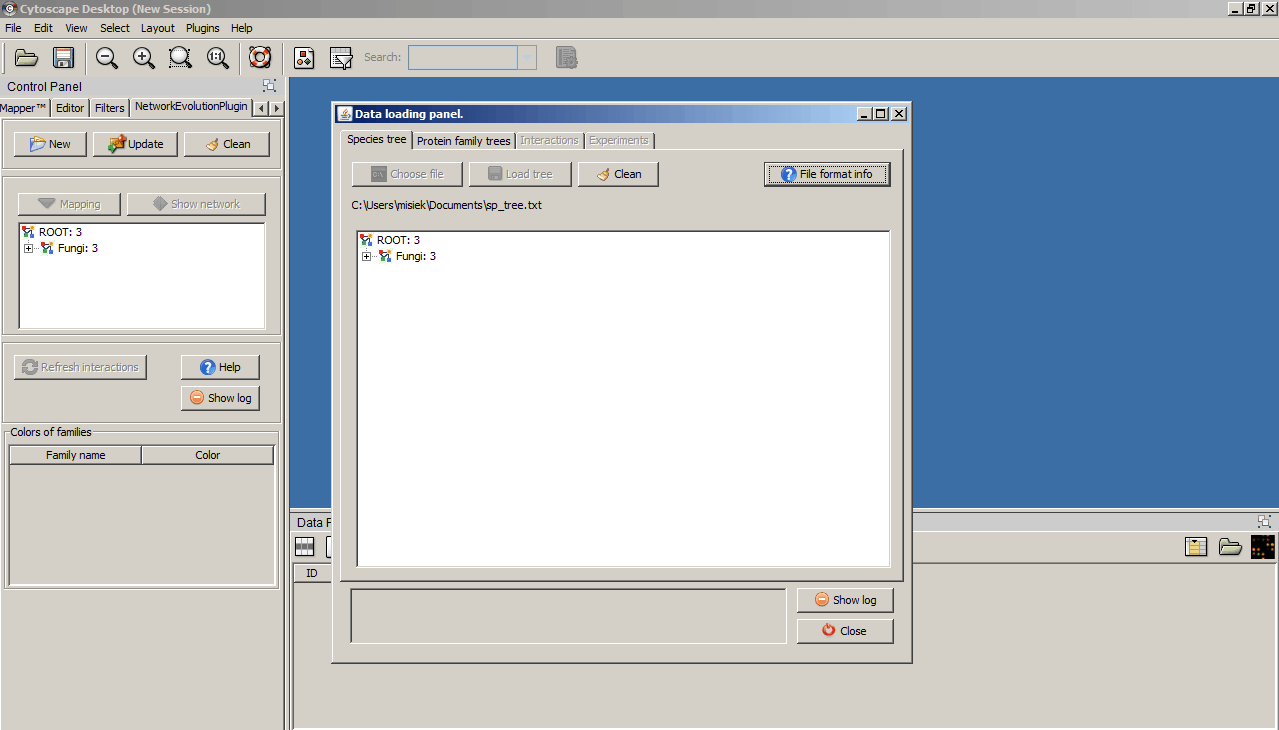 Cytoscape Desktop (New Session)
File Edit View Select Layout Plugins Help
1:1 Search:
Control Panel
Mapper™ Editor Filters NetworkEvolutionPlugin
New Update Clean
Mapping Show network
ROOT: 3
Fungi: 3
Refresh interactions Help
Show log
Colors of families
Family name Color
Data loading panel.
Species tree Protein family trees Interactions Experiments
Choose file Load tree Clean ? File format info
C:\Users\misiek\Documents\sp_tree.txt
ROOT: 3
Fungi: 3
Show log
Close
Data
ID